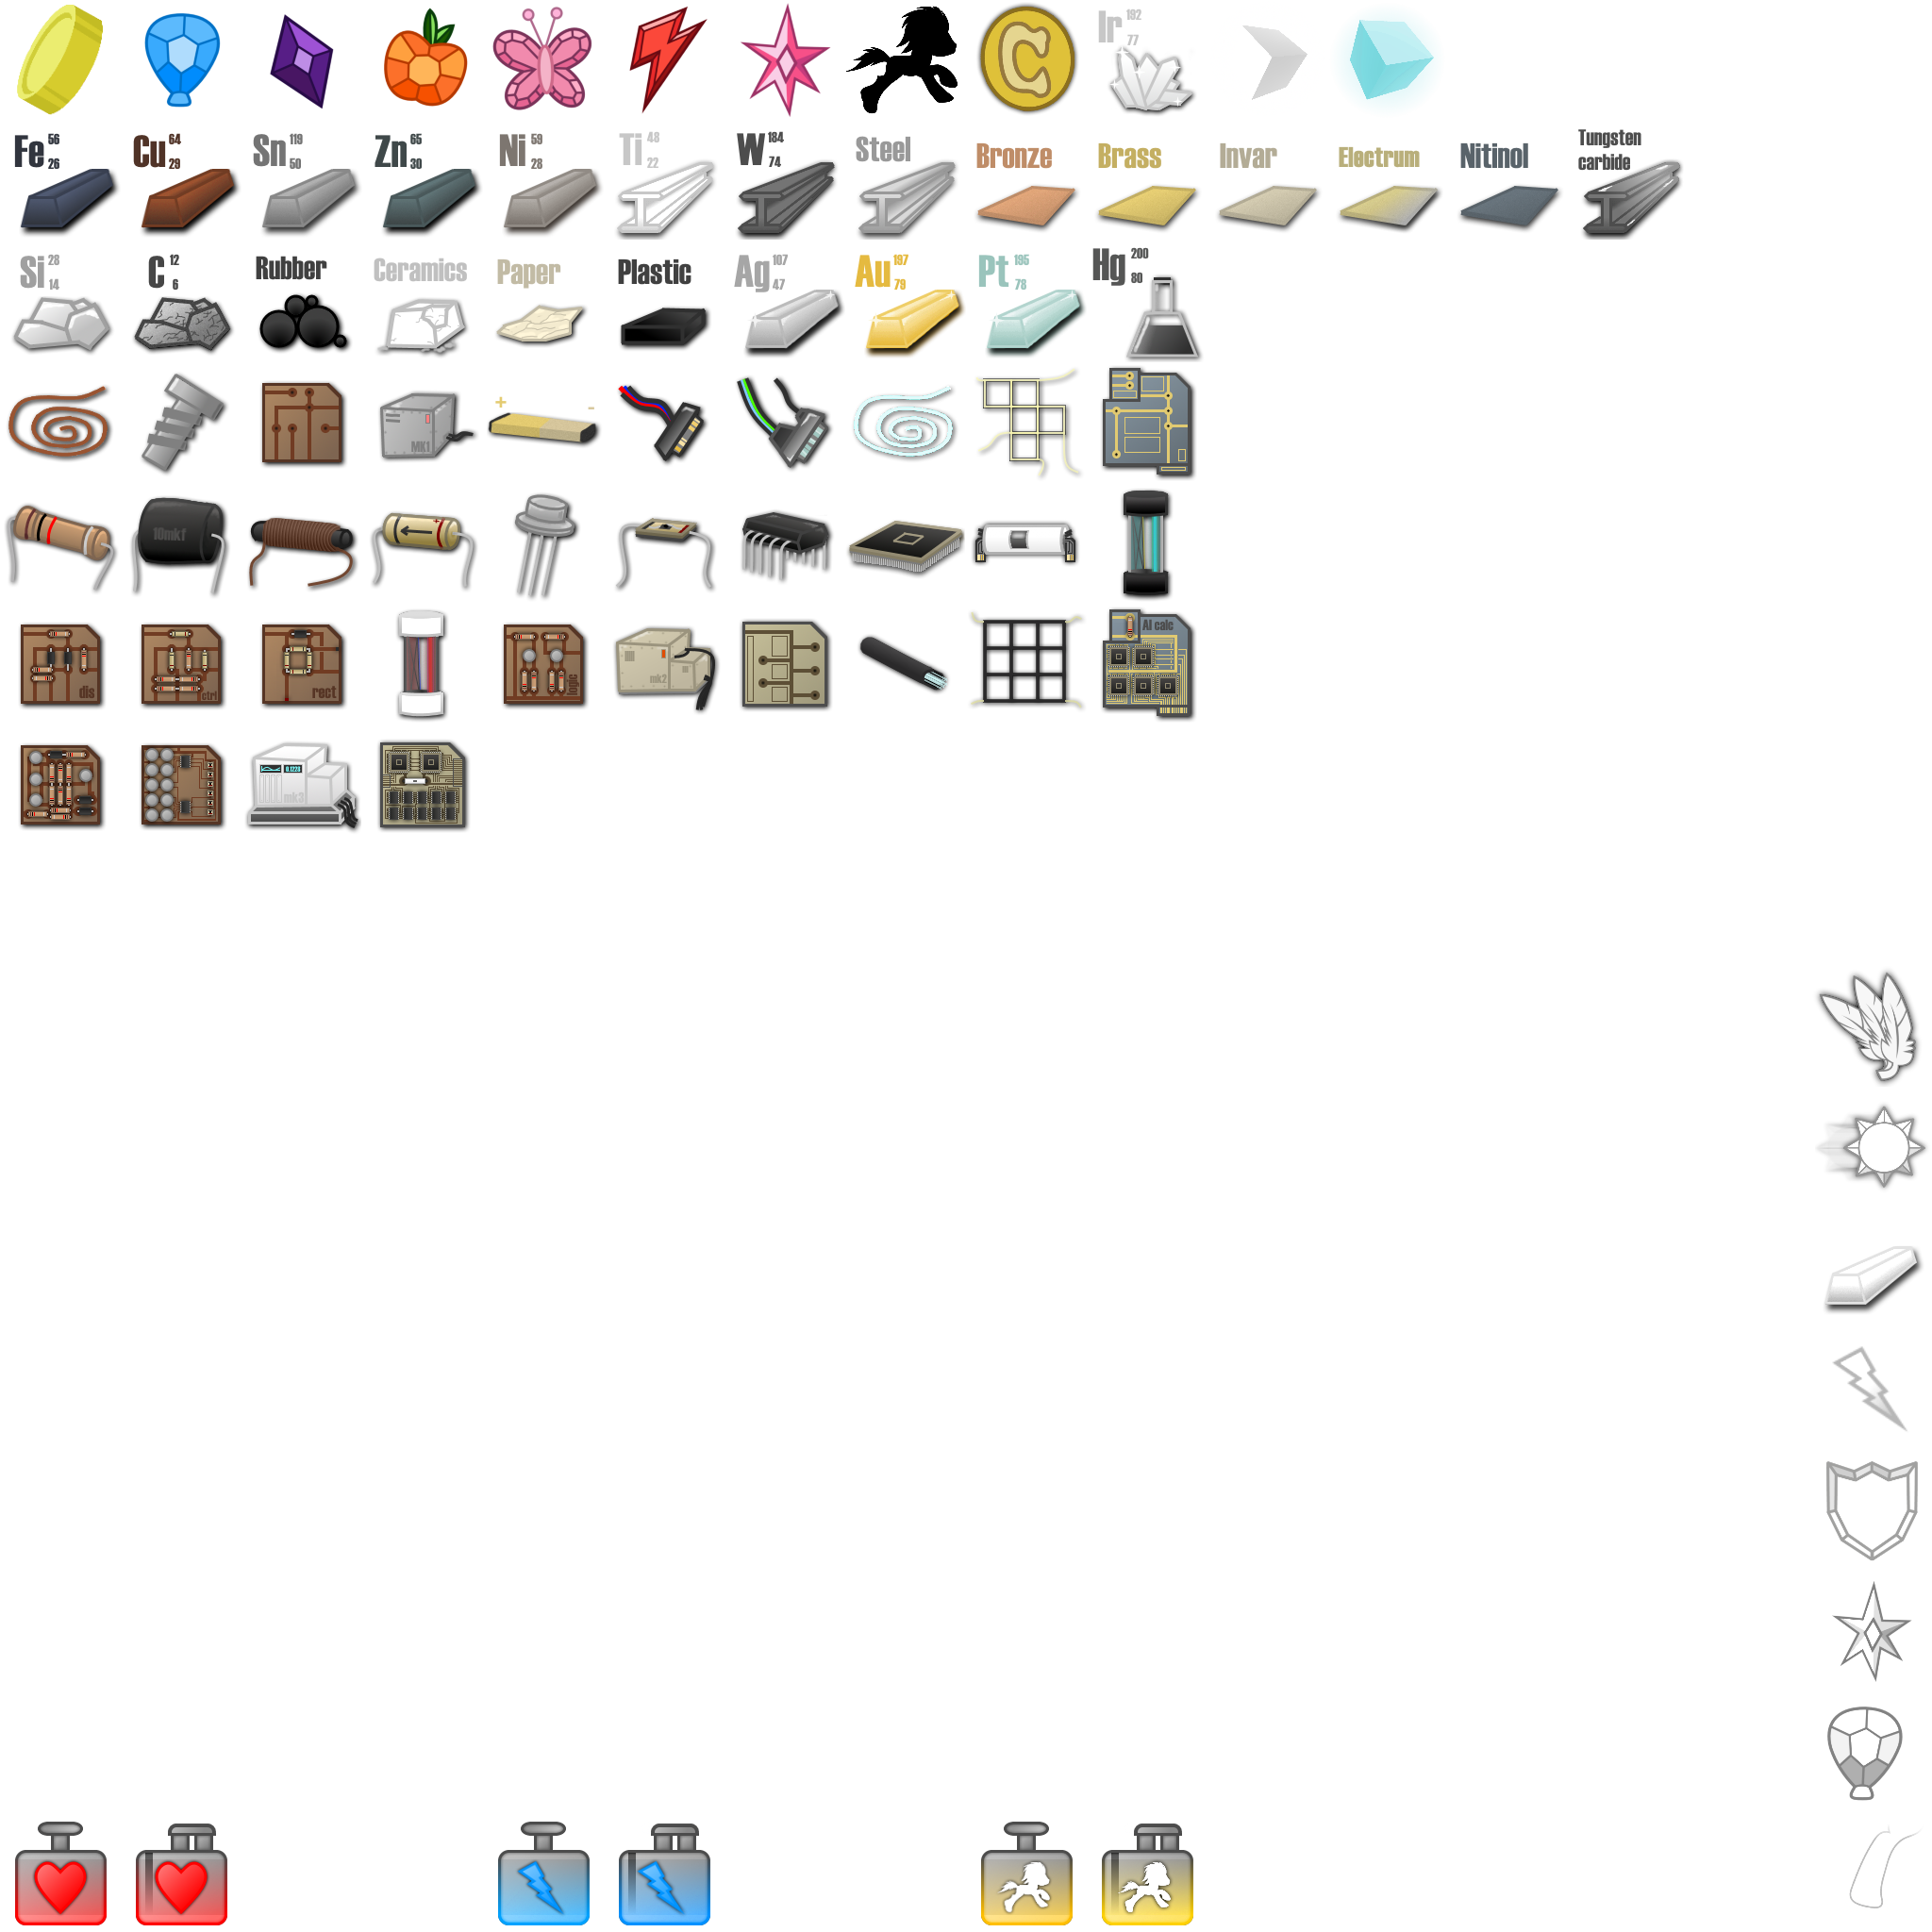 C
Ir 192 77
Fe 56 26
Cu 64 29
Sn 119 50
Zn 65 30
Ni 59 28
Ti 48 22
W 184 74
Steel
Bronze
Brass
Invar
Electrum
Nitinol
Tungsten
carbide
Si 28 14
C 12 6
Rubber
Ceramics
Paper
Plastic
Ag 107 47
Au 197 79
Pt 195 78
Hg 200 80
MK1
+ -
10mkf
dis
ctrl
rect
logic
mk2
AI calc
mk3